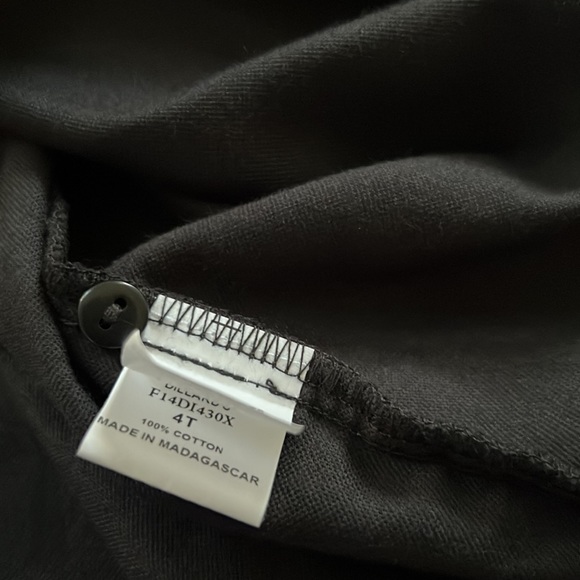 DILLARD'S
F14DI430X
4T
100% COTTON
MADE IN MADAGASCAR